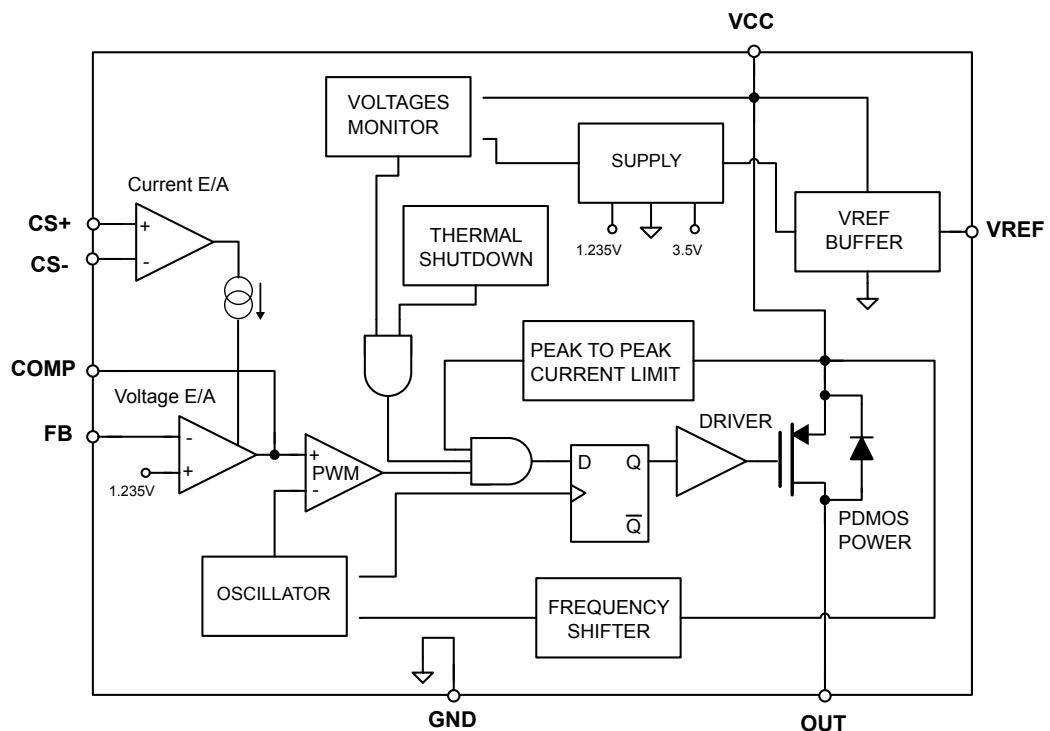 VCC
VOLTAGES
MONITOR
SUPPLY
Current E/A
CS+
+
CS-
-
THERMAL
SHUTDOWN
1.235V
3.5V
VREF
BUFFER
VREF
COMP
PEAK TO PEAK
CURRENT LIMIT
Voltage E/A
DRIVER
FB
-
+
1.235V
+
PWM
-
D
Q
Q̅
PDMOS
POWER
OSCILLATOR
FREQUENCY
SHIFTER
GND
OUT